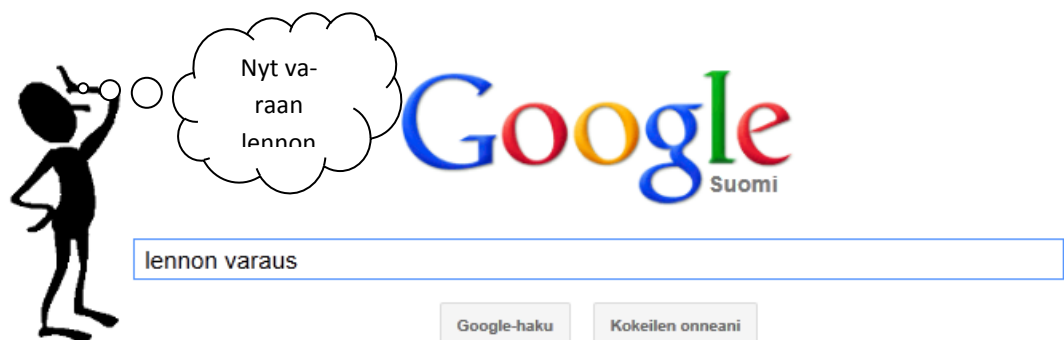 Nyt va-
raan
lennon
Google
Suomi
lennon varaus
Google-haku Kokeilen onneani